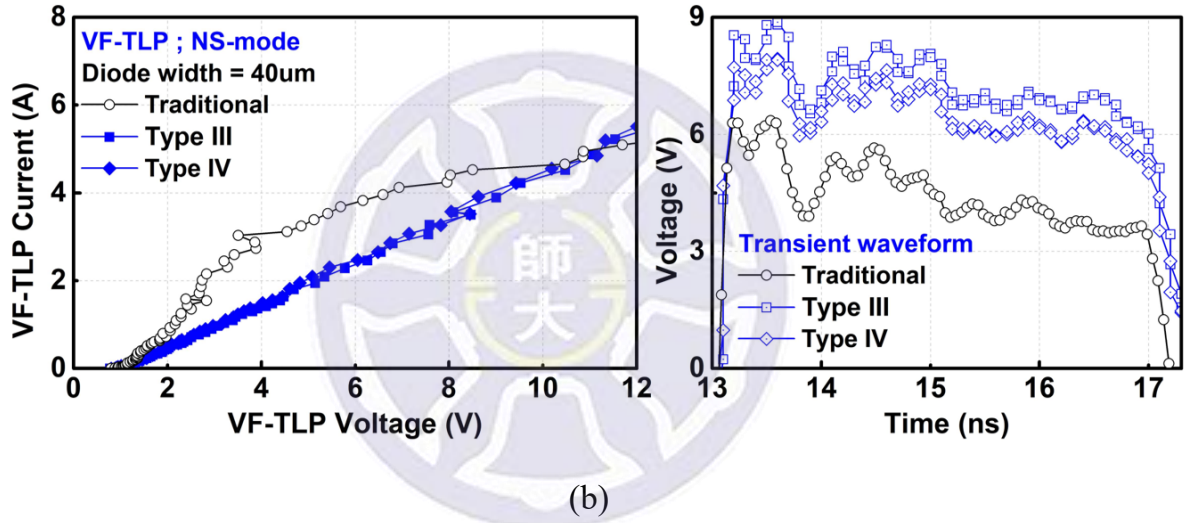 8
6
4
2
0
VF-TLP Current (A)
VF-TLP ; NS-mode
Diode width = 40um
Traditional
Type III
Type IV
0 2 4 6 8 10 12
VF-TLP Voltage (V)
師
大
9
6
3
0
Voltage (V)
Transient waveform
Traditional
Type III
Type IV
13 14 15 16 17
Time (ns)
(b)